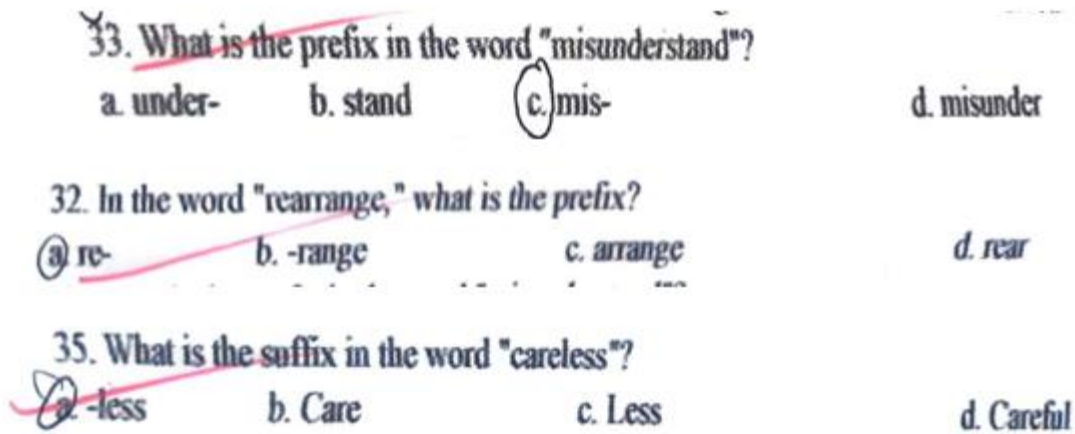 33. What is the prefix in the word "misunderstand"?
a. under- b. stand c. mis- d. misunder
32. In the word "rearrange," what is the prefix?
a. re- b. -range c. arrange d. rear
35. What is the suffix in the word "careless"?
a. -less b. Care c. Less d. Careful